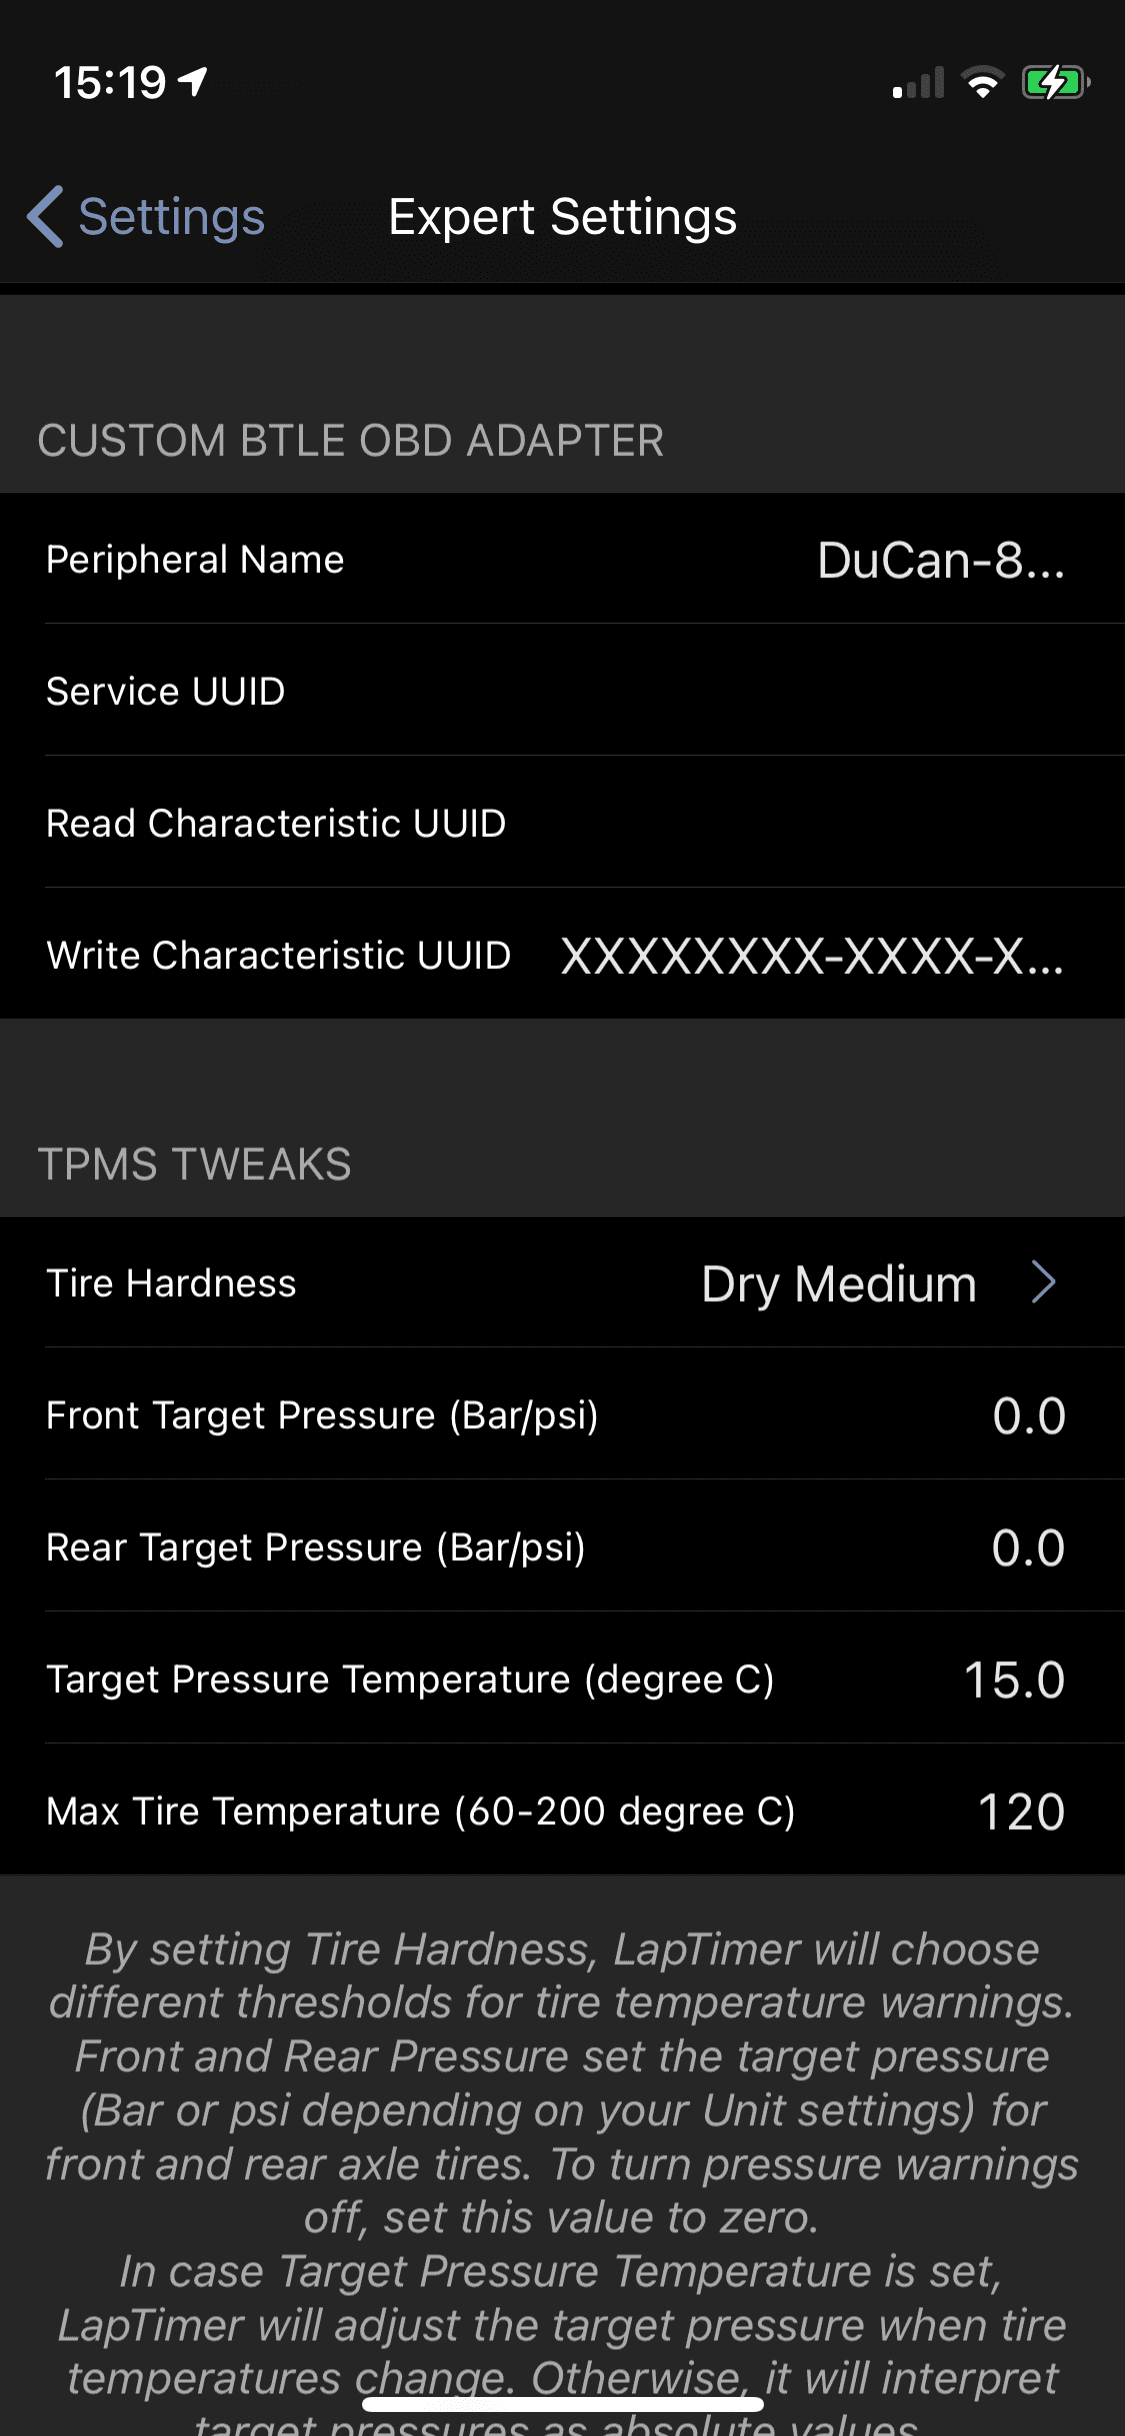 15:19
Settings
Expert Settings
CUSTOM BTLE OBD ADAPTER
Peripheral Name DuCan-8...
Service UUID
Read Characteristic UUID
Write Characteristic UUID XXXXXXXX-XXXX-X...
TPMS TWEAKS
Tire Hardness Dry Medium
Front Target Pressure (Bar/psi) 0.0
Rear Target Pressure (Bar/psi) 0.0
Target Pressure Temperature (degree C) 15.0
Max Tire Temperature (60-200 degree C) 120
By setting Tire Hardness, LapTimer will choose
different thresholds for tire temperature warnings.
Front and Rear Pressure set the target pressure
(Bar or psi depending on your Unit settings) for
front and rear axle tires. To turn pressure warnings
off, set this value to zero.
In case Target Pressure Temperature is set,
LapTimer will adjust the target pressure when tire
temperatures change. Otherwise, it will interpret
target pressures as absolute values